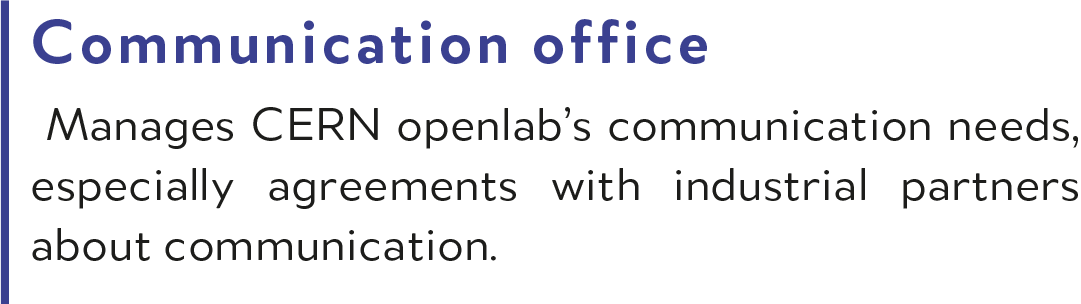 Communication office
Manages CERN openlab’s communication needs,
especially agreements with industrial partners
about communication.